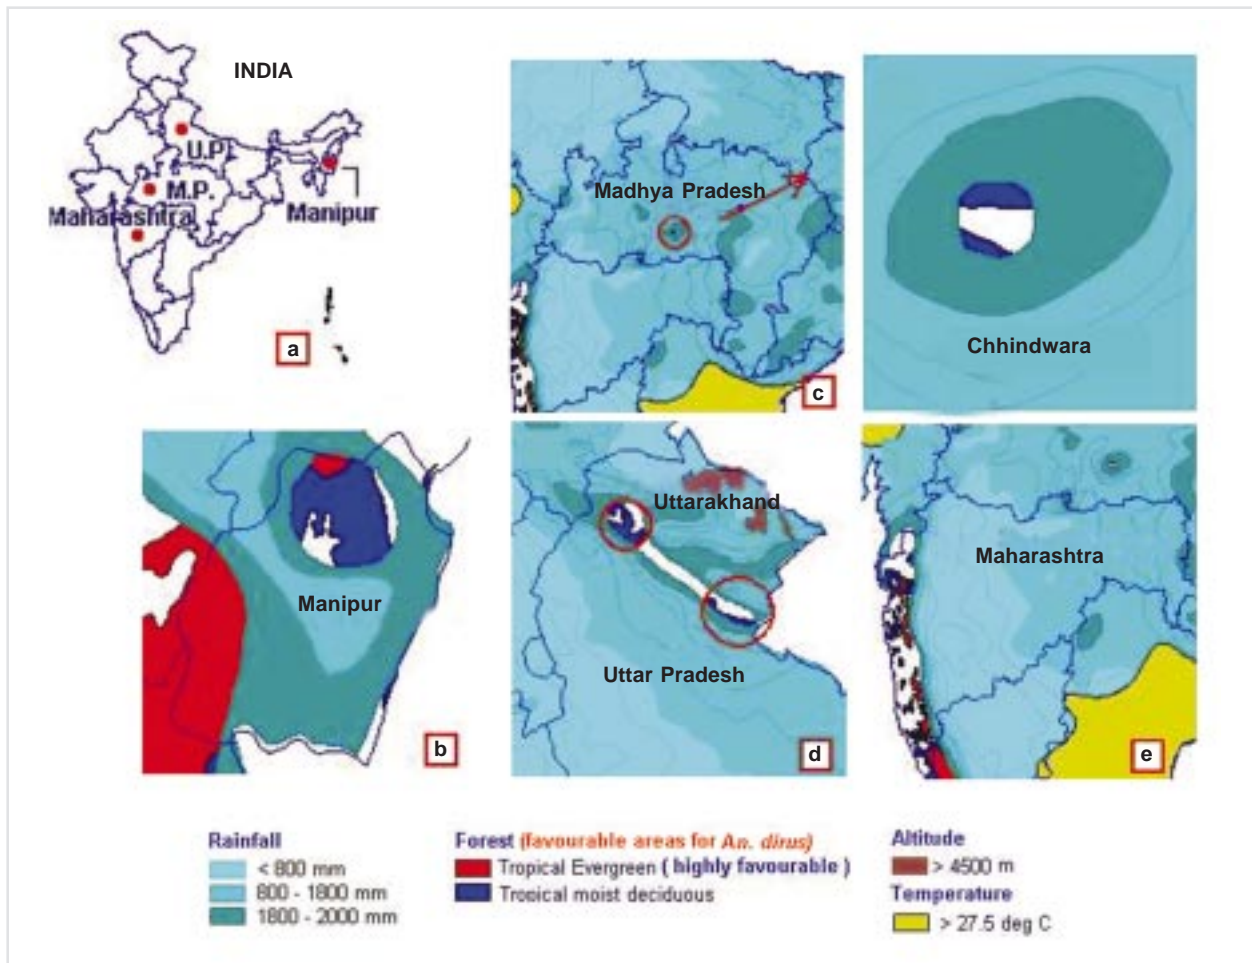 INDIA
U.P.
M.P.
Maharashtra
Manipur
a
Madhya Pradesh
c
Chhindwara
Manipur
b
Uttarakhand
Uttar Pradesh
d
Maharashtra
e
Rainfall
< 800 mm
800 - 1800 mm
1800 - 2000 mm
Forest (favourable areas for An. dirus)
Tropical Evergreen ( highly favourable )
Tropical moist deciduous
Altitude
> 4500 m
Temperature
> 27.5 deg C